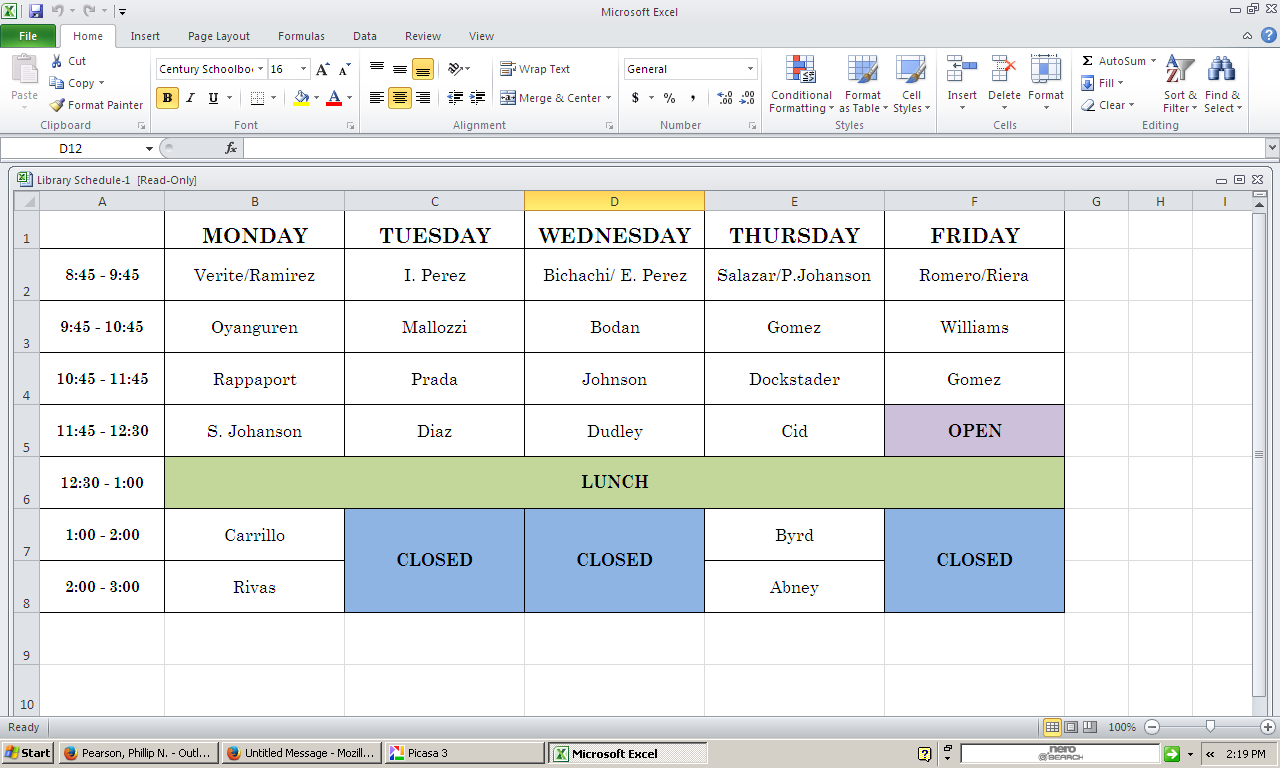 Microsoft Excel
File Home Insert Page Layout Formulas Data Review View
Paste Cut Century Schoolbo 16 Wrap Text General Conditional Formatting Format as Table Cell Styles Insert Delete Format AutoSum Sort & Filter Find & Select
Copy Fill
Format Painter B I U A Merge & Center $ % , Clear
Clipboard Font Alignment Number Styles Cells Editing
D12 fx
Library Schedule-1 [Read-Only]
A B C D E F G H I
1 MONDAY TUESDAY WEDNESDAY THURSDAY FRIDAY
2 8:45 - 9:45 Verite/Ramirez I. Perez Bichachi/ E. Perez Salazar/P.Johanson Romero/Riera
3 9:45 - 10:45 Oyanguren Mallozzi Bodan Gomez Williams
4 10:45 - 11:45 Rappaport Prada Johnson Dockstader Gomez
5 11:45 - 12:30 S. Johanson Diaz Dudley Cid OPEN
6 12:30 - 1:00 LUNCH
7 1:00 - 2:00 Carrillo CLOSED CLOSED Byrd CLOSED
8 2:00 - 3:00 Rivas Abney
9
10
Ready 100%
Start Pearson, Phillip N. - Outl... Untitled Message - Mozill... Picasa 3 Microsoft Excel nero SEARCH 2:19 PM